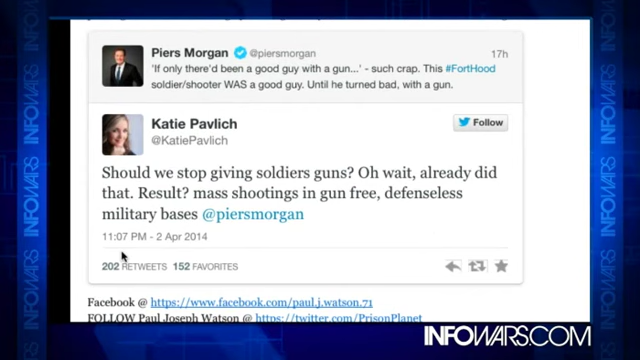 Piers Morgan @piersmorgan 17h
'If only there'd been a good guy with a gun...' - such crap. This #FortHood
soldier/shooter WAS a good guy. Until he turned bad, with a gun.
Katie Pavlich
@KatiePavlich
Follow
Should we stop giving soldiers guns? Oh wait, already did
that. Result? mass shootings in gun free, defenseless
military bases @piersmorgan
11:07 PM - 2 Apr 2014
202 RETWEETS 152 FAVORITES
Facebook @ https://www.facebook.com/paul.j.watson.71
FOLLOW Paul Joseph Watson @ https://twitter.com/PrisonPlanet
INFOWARS.COM
INFOWARS
INFOWARS
INFOWARS
INFOWARS